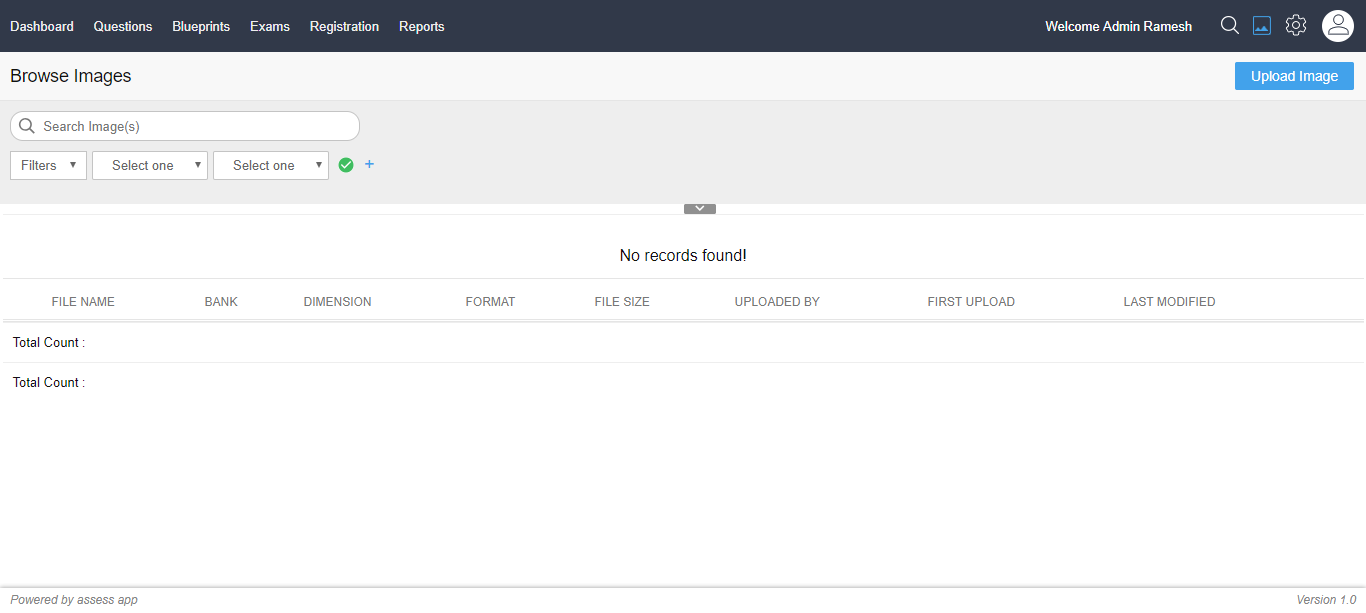 Dashboard Questions Blueprints Exams Registration Reports Welcome Admin Ramesh
Browse Images Upload Image
Search Image(s)
Filters Select one Select one
No records found!
FILE NAME BANK DIMENSION FORMAT FILE SIZE UPLOADED BY FIRST UPLOAD LAST MODIFIED
Total Count :
Total Count :
Powered by assess app Version 1.0